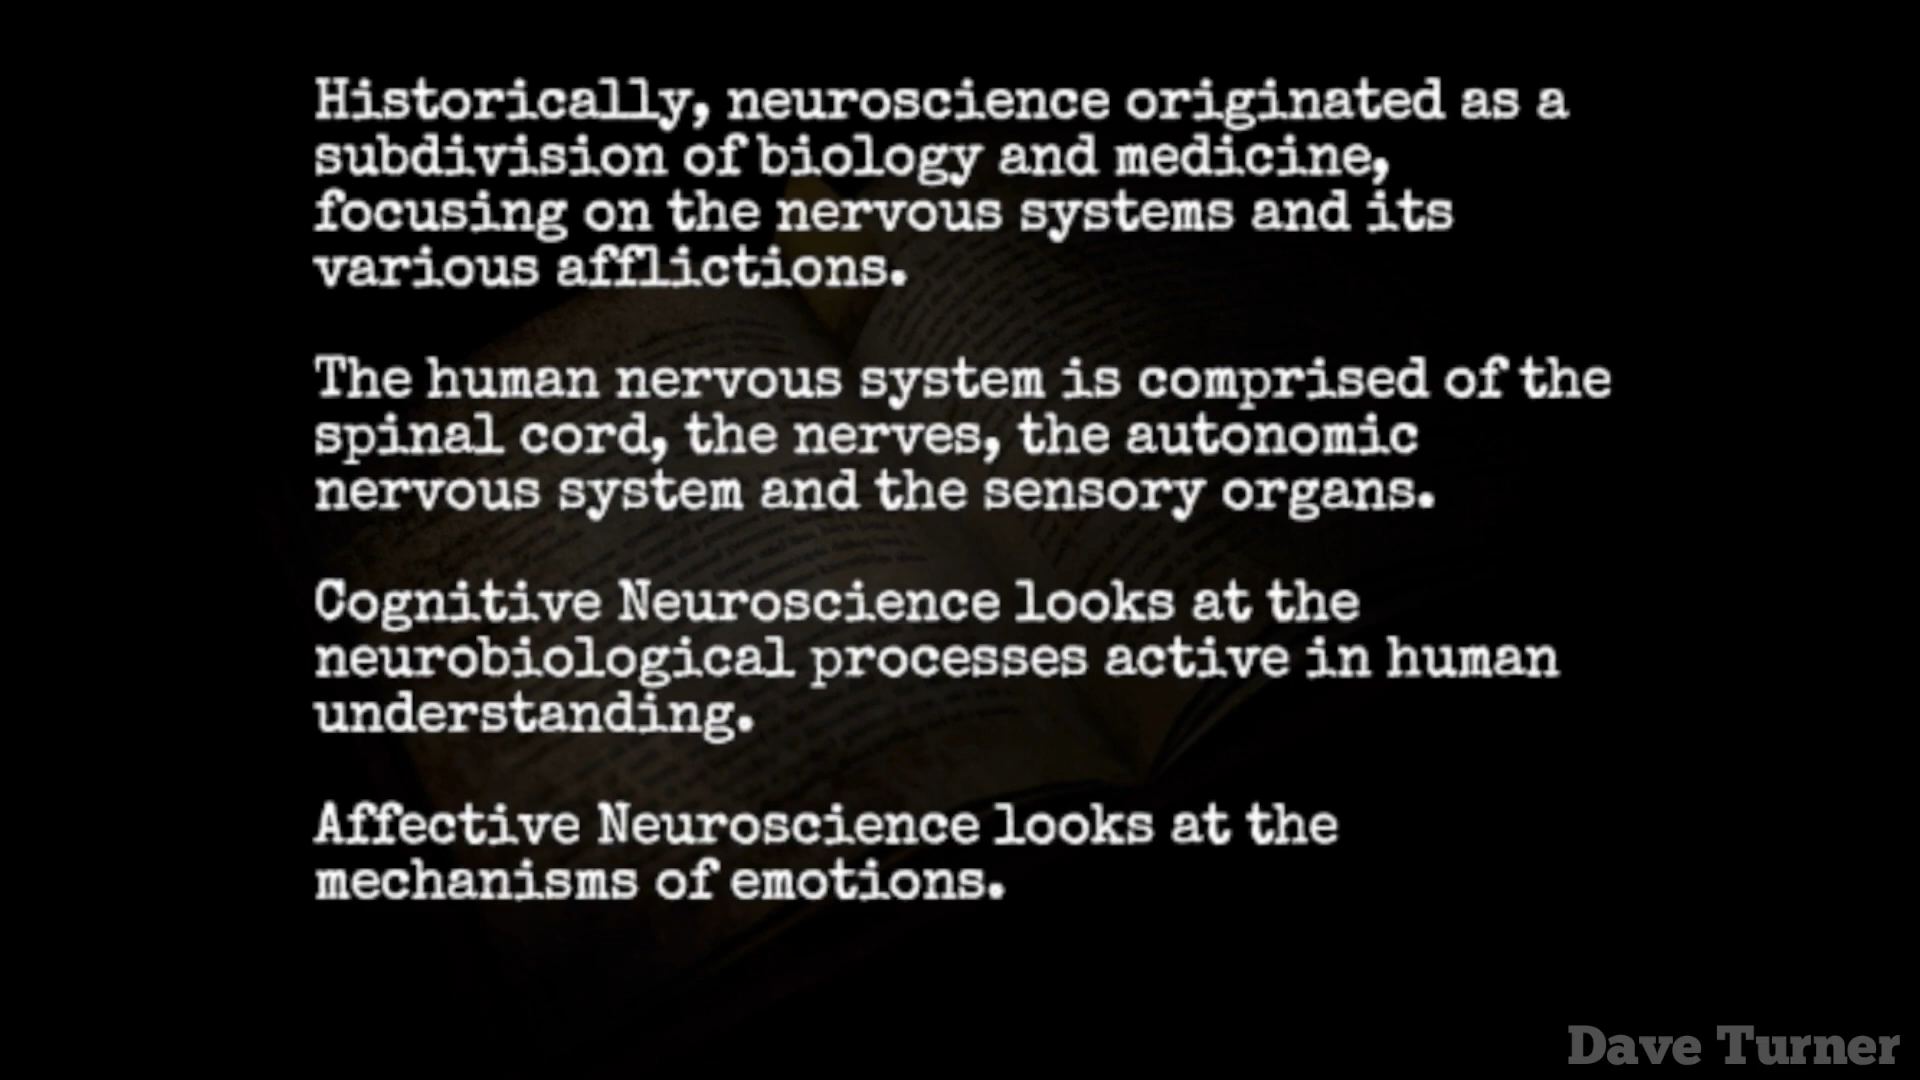 Historically, neuroscience originated as a
subdivision of biology and medicine,
focusing on the nervous systems and its
various afflictions.
The human nervous system is comprised of the
spinal cord, the nerves, the autonomic
nervous system and the sensory organs.
Cognitive Neuroscience looks at the
neurobiological processes active in human
understanding.
Affective Neuroscience looks at the
mechanisms of emotions.
Dave Turner